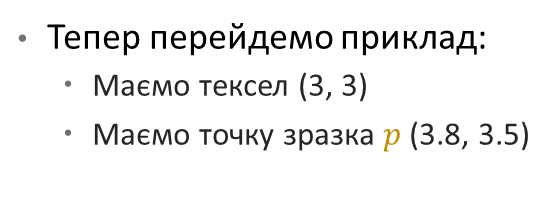 • Тепер перейдемо приклад:
• Маємо тексел (3, 3)
• Маємо точку зразка p (3.8, 3.5)